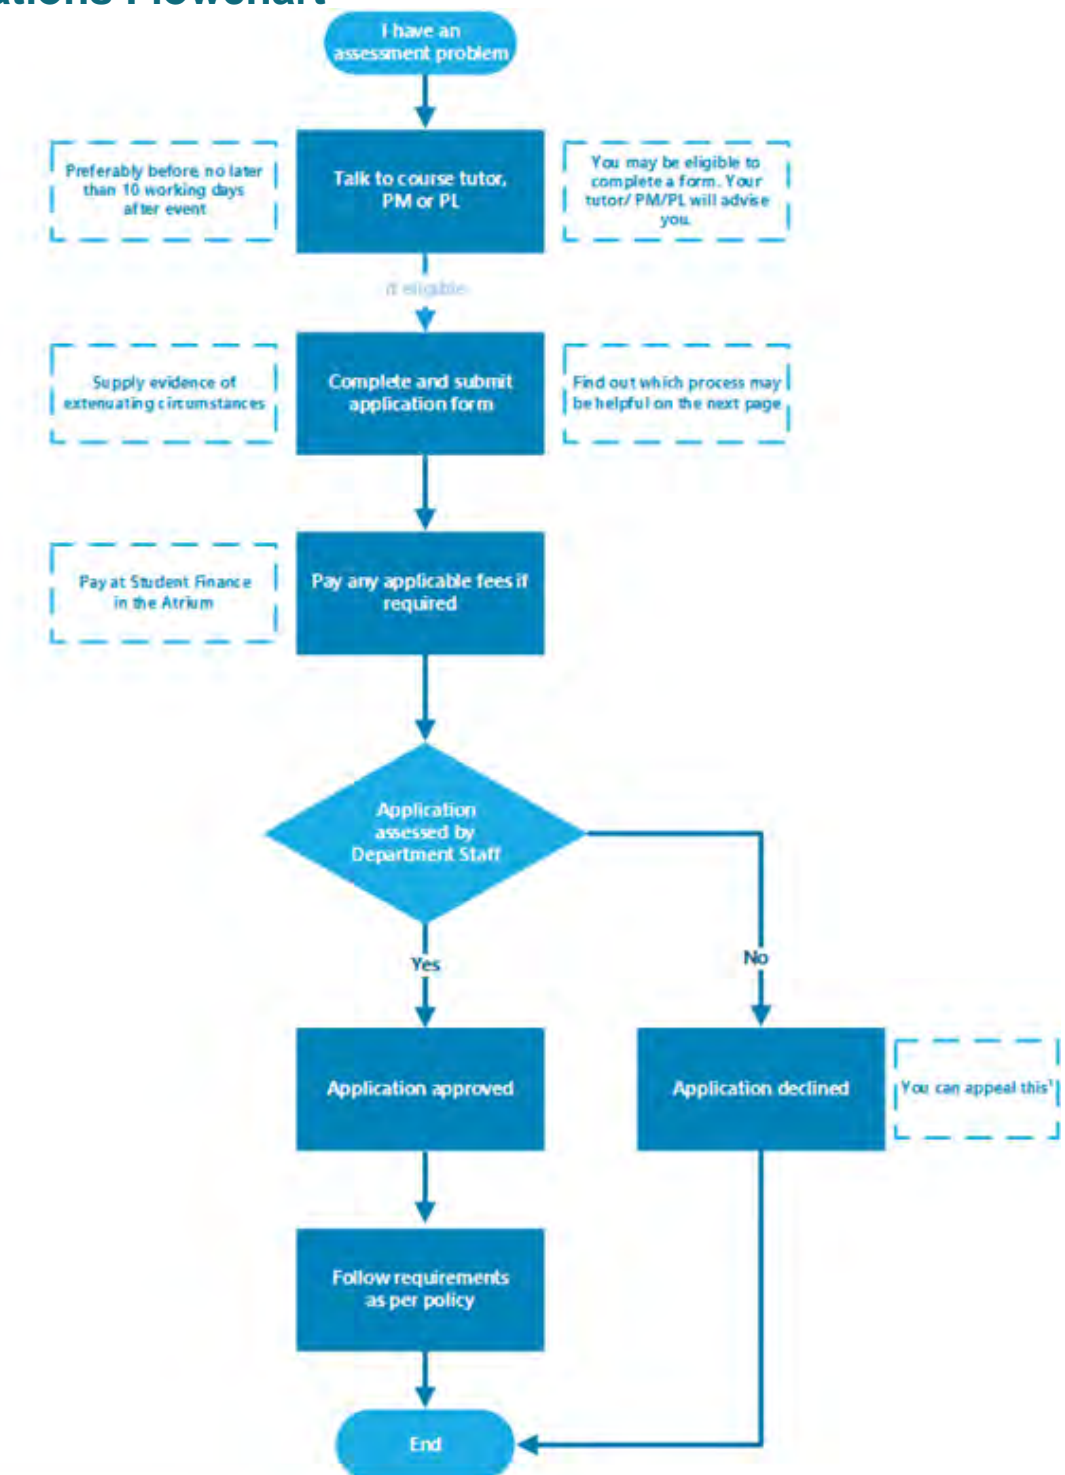 ations Flowchart
I have an
assessment problem
Preferably before, no later
than 10 working days
after event
Talk to course tutor,
PM or PL
You may be eligible to
complete a form. Your
tutor/ PM/PL will advise
you.
if eligible
Supply evidence of
extenuating circumstances
Complete and submit
application form
Find out which process may
be helpful on the next page
Pay at Student Finance
in the Atrium
Pay any applicable fees if
required
Application
assessed by
Department Staff
Yes
No
Application approved
Application declined
You can appeal this¹
Follow requirements
as per policy
End